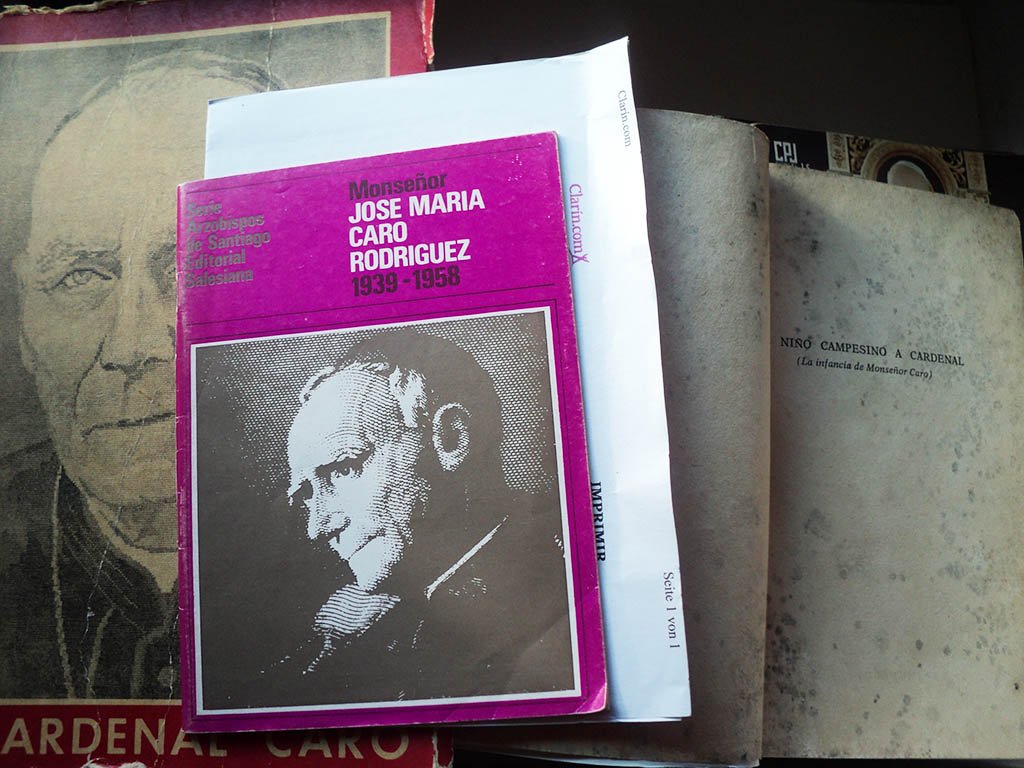 Monseñor
JOSE MARIA
CARO
RODRIGUEZ
1939-1958
Serie
Arzobispos
de Santiago
Editorial
Salesiana
ARDENAL CARO
Clarín.com
Clarín.com
IMPRIMIR
Seite 1 von 1
CPJ
NIÑO CAMPESINO A CARDENAL
(La infancia de Monseñor Caro)